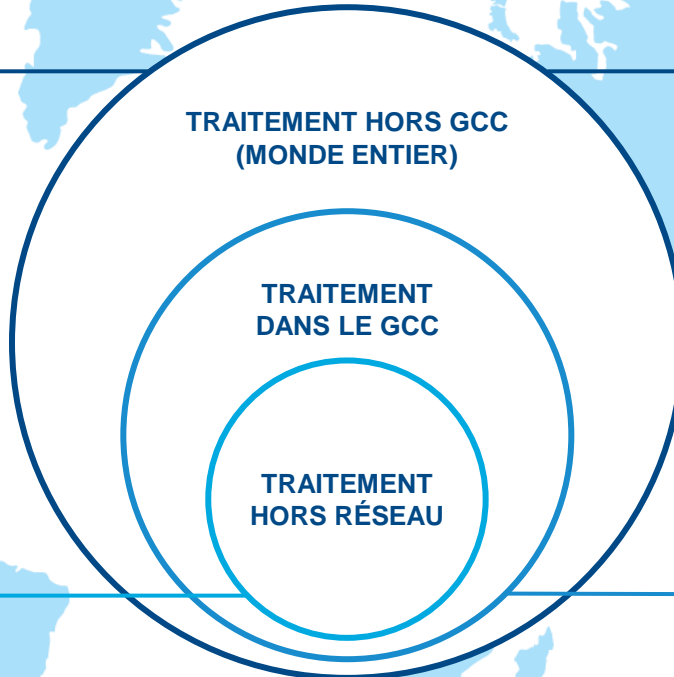 TRAITEMENT HORS GCC
(MONDE ENTIER)
TRAITEMENT
DANS LE GCC
TRAITEMENT
HORS RÉSEAU